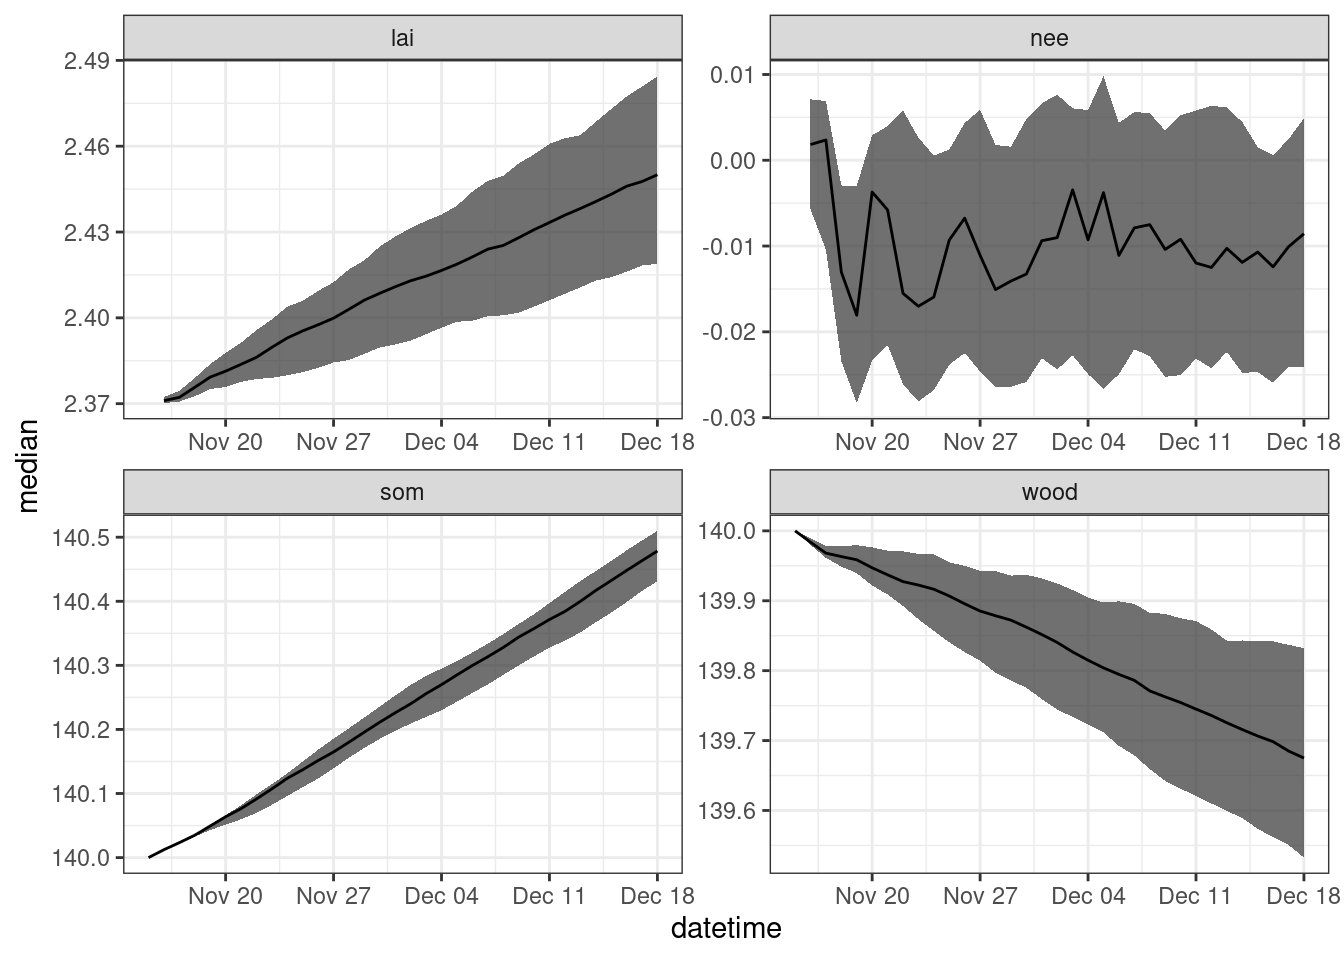 lai
nee
2.49
2.46
2.43
2.40
2.37
0.01
0.00
-0.01
-0.02
-0.03
Nov 20 Nov 27 Dec 04 Dec 11 Dec 18
Nov 20 Nov 27 Dec 04 Dec 11 Dec 18
median
som
wood
140.5
140.4
140.3
140.2
140.1
140.0
140.0
139.9
139.8
139.7
139.6
Nov 20 Nov 27 Dec 04 Dec 11 Dec 18
Nov 20 Nov 27 Dec 04 Dec 11 Dec 18
datetime